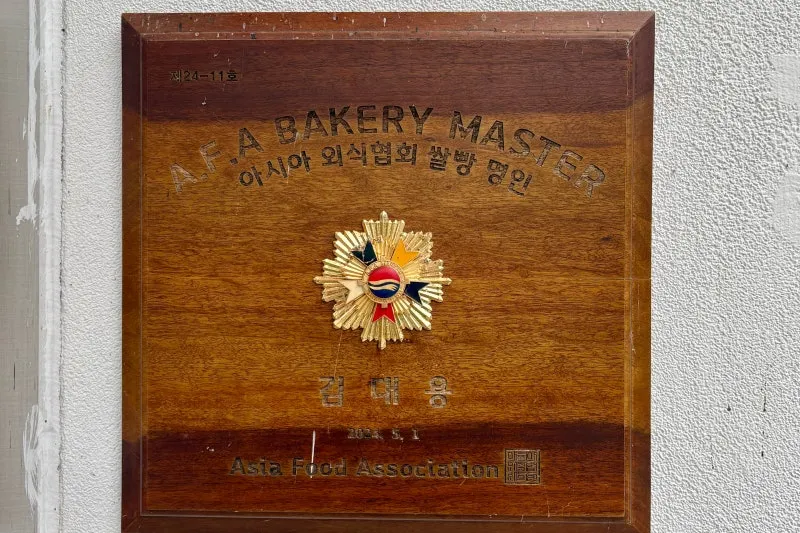 제24-11호
A.F.A BAKERY MASTER
아시아 외식협회 쌀빵 명인
김대용
2024. 5. 1
Asia Food Association